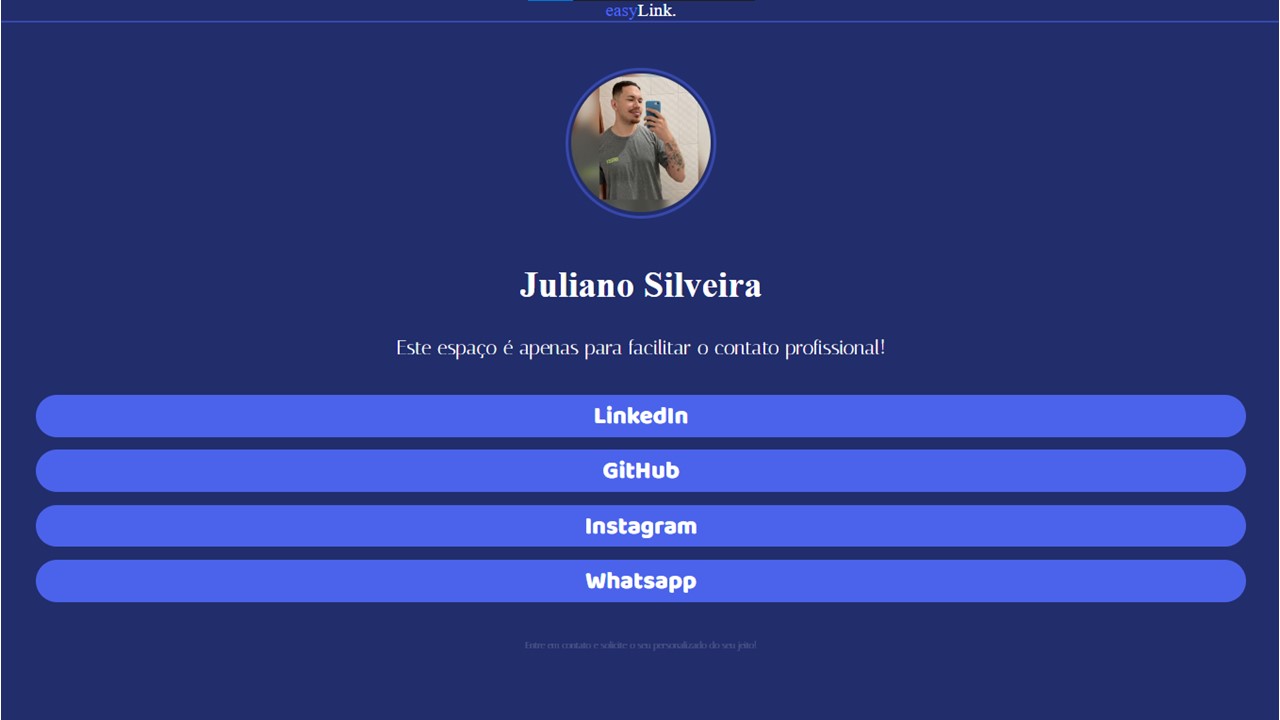 easyLink.
Juliano Silveira
Este espaço é apenas para facilitar o contato profissional!
LinkedIn
GitHub
Instagram
Whatsapp
Entre em contato e solicite o seu personalizado do seu jeito!